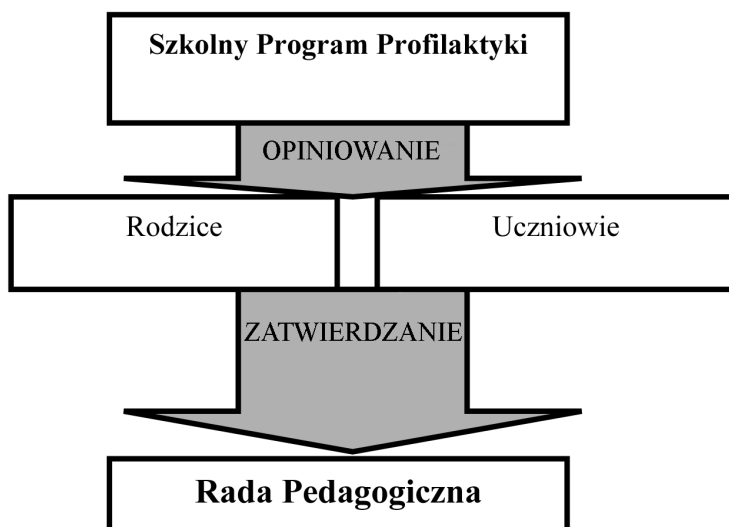 Szkolny Program Profilaktyki
OPINIOWANIE
Rodzice
Uczniowie
ZATWIERDZANIE
Rada Pedagogiczna